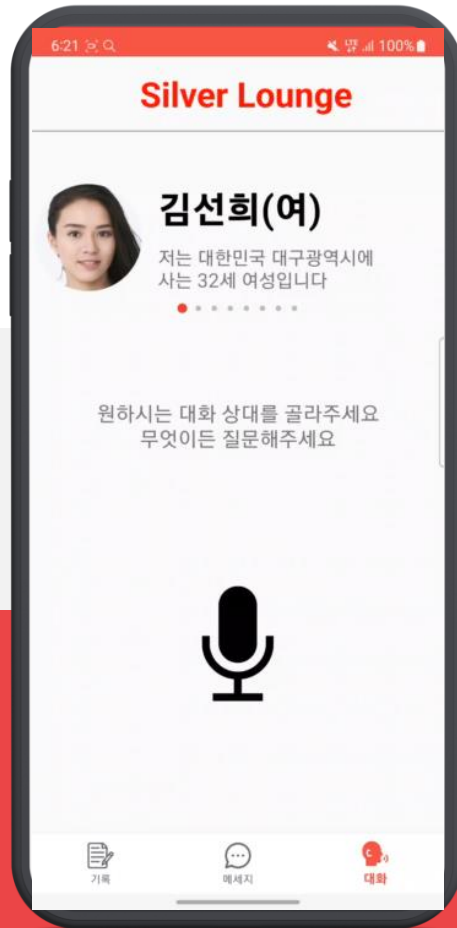 6:21
LTE 100%
Silver Lounge
김선희(여)
저는 대한민국 대구광역시에
사는 32세 여성입니다
원하시는 대화 상대를 골라주세요
무엇이든 질문해주세요
기록
메세지
대화